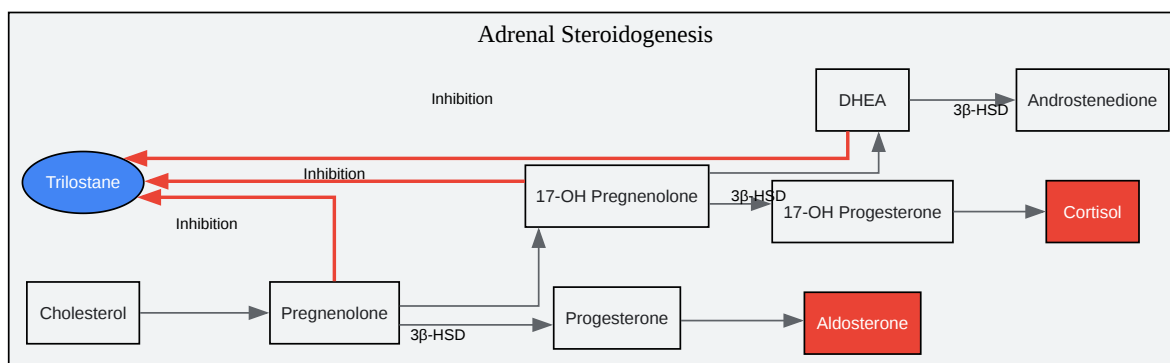 Adrenal Steroidogenesis
Inhibition
DHEA
3β-HSD
Androstenedione
Trilostane
Inhibition
17-OH Pregnenolone
3β-HSD
17-OH Progesterone
Cortisol
Inhibition
Cholesterol
Pregnenolone
3β-HSD
Progesterone
Aldosterone